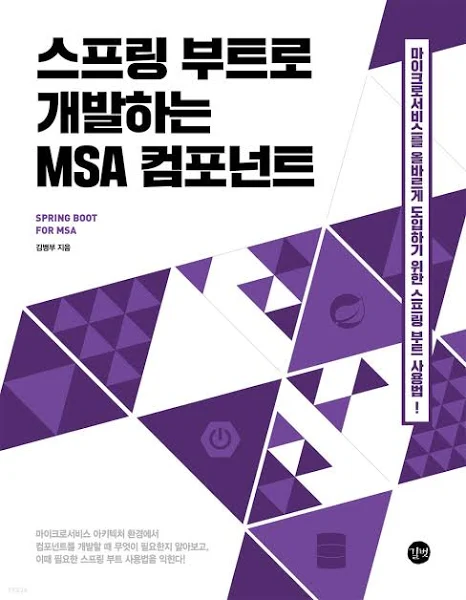 스프링 부트로
개발하는
MSA 컴포넌트
SPRING BOOT
FOR MSA
김병부 지음
마이크로서비스를 올바르게 도입하기 위한 스프링 부트 사용법!
마이크로서비스 아키텍처 환경에서
컴포넌트를 개발할 때 무엇이 필요한지 알아보고,
이때 필요한 스프링 부트 사용법을 익힌다!
길벗
YES24